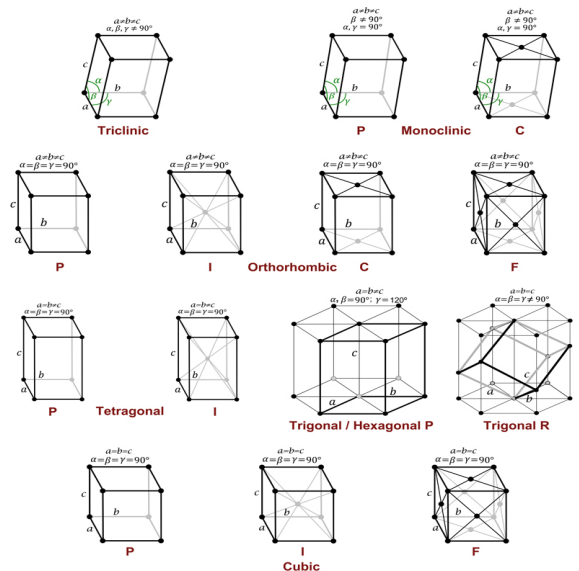 a≠b≠c
α, β, γ ≠ 90°
c
α
b
β
γ
a
Triclinic
a≠b≠c
β ≠ 90°
α, γ = 90°
c
α
b
β
γ
a
P
Monoclinic
a≠b≠c
β ≠ 90°
α, γ = 90°
c
α
b
β
γ
a
C
a≠b≠c
α=β=γ=90°
c
b
a
P
a≠b≠c
α=β=γ=90°
c
b
a
I
Orthorhombic
a≠b≠c
α=β=γ=90°
c
b
a
C
a≠b≠c
α=β=γ=90°
c
b
a
F
a=b≠c
α=β=γ=90°
c
b
a
P
Tetragonal
a=b≠c
α=β=γ=90°
c
b
a
I
a=b≠c
α, β=90°; γ=120°
c
a
b
Trigonal / Hexagonal P
a=b=c
α=β=γ≠90°
c
a
b
Trigonal R
a=b=c
α=β=γ=90°
c
b
a
P
a=b=c
α=β=γ=90°
c
b
a
I
Cubic
a=b=c
α=β=γ=90°
c
b
a
F